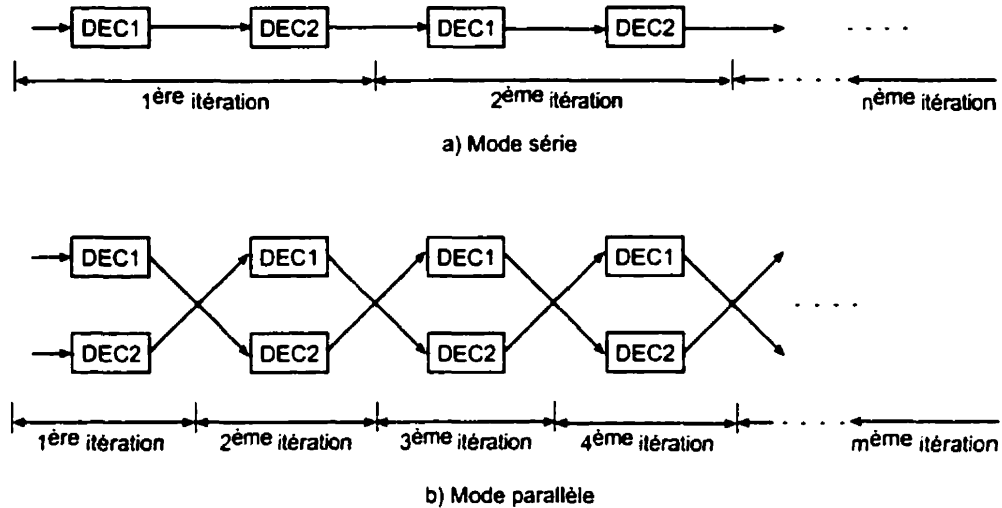 DEC1 DEC2 DEC1 DEC2 . . . .
1ère itération 2ème itération . . . . nème itération
a) Mode série
DEC1 DEC1 DEC1 DEC1
. . . .
DEC2 DEC2 DEC2 DEC2
1ère itération 2ème itération 3ème itération 4ème itération . . . . mème itération
b) Mode parallèle